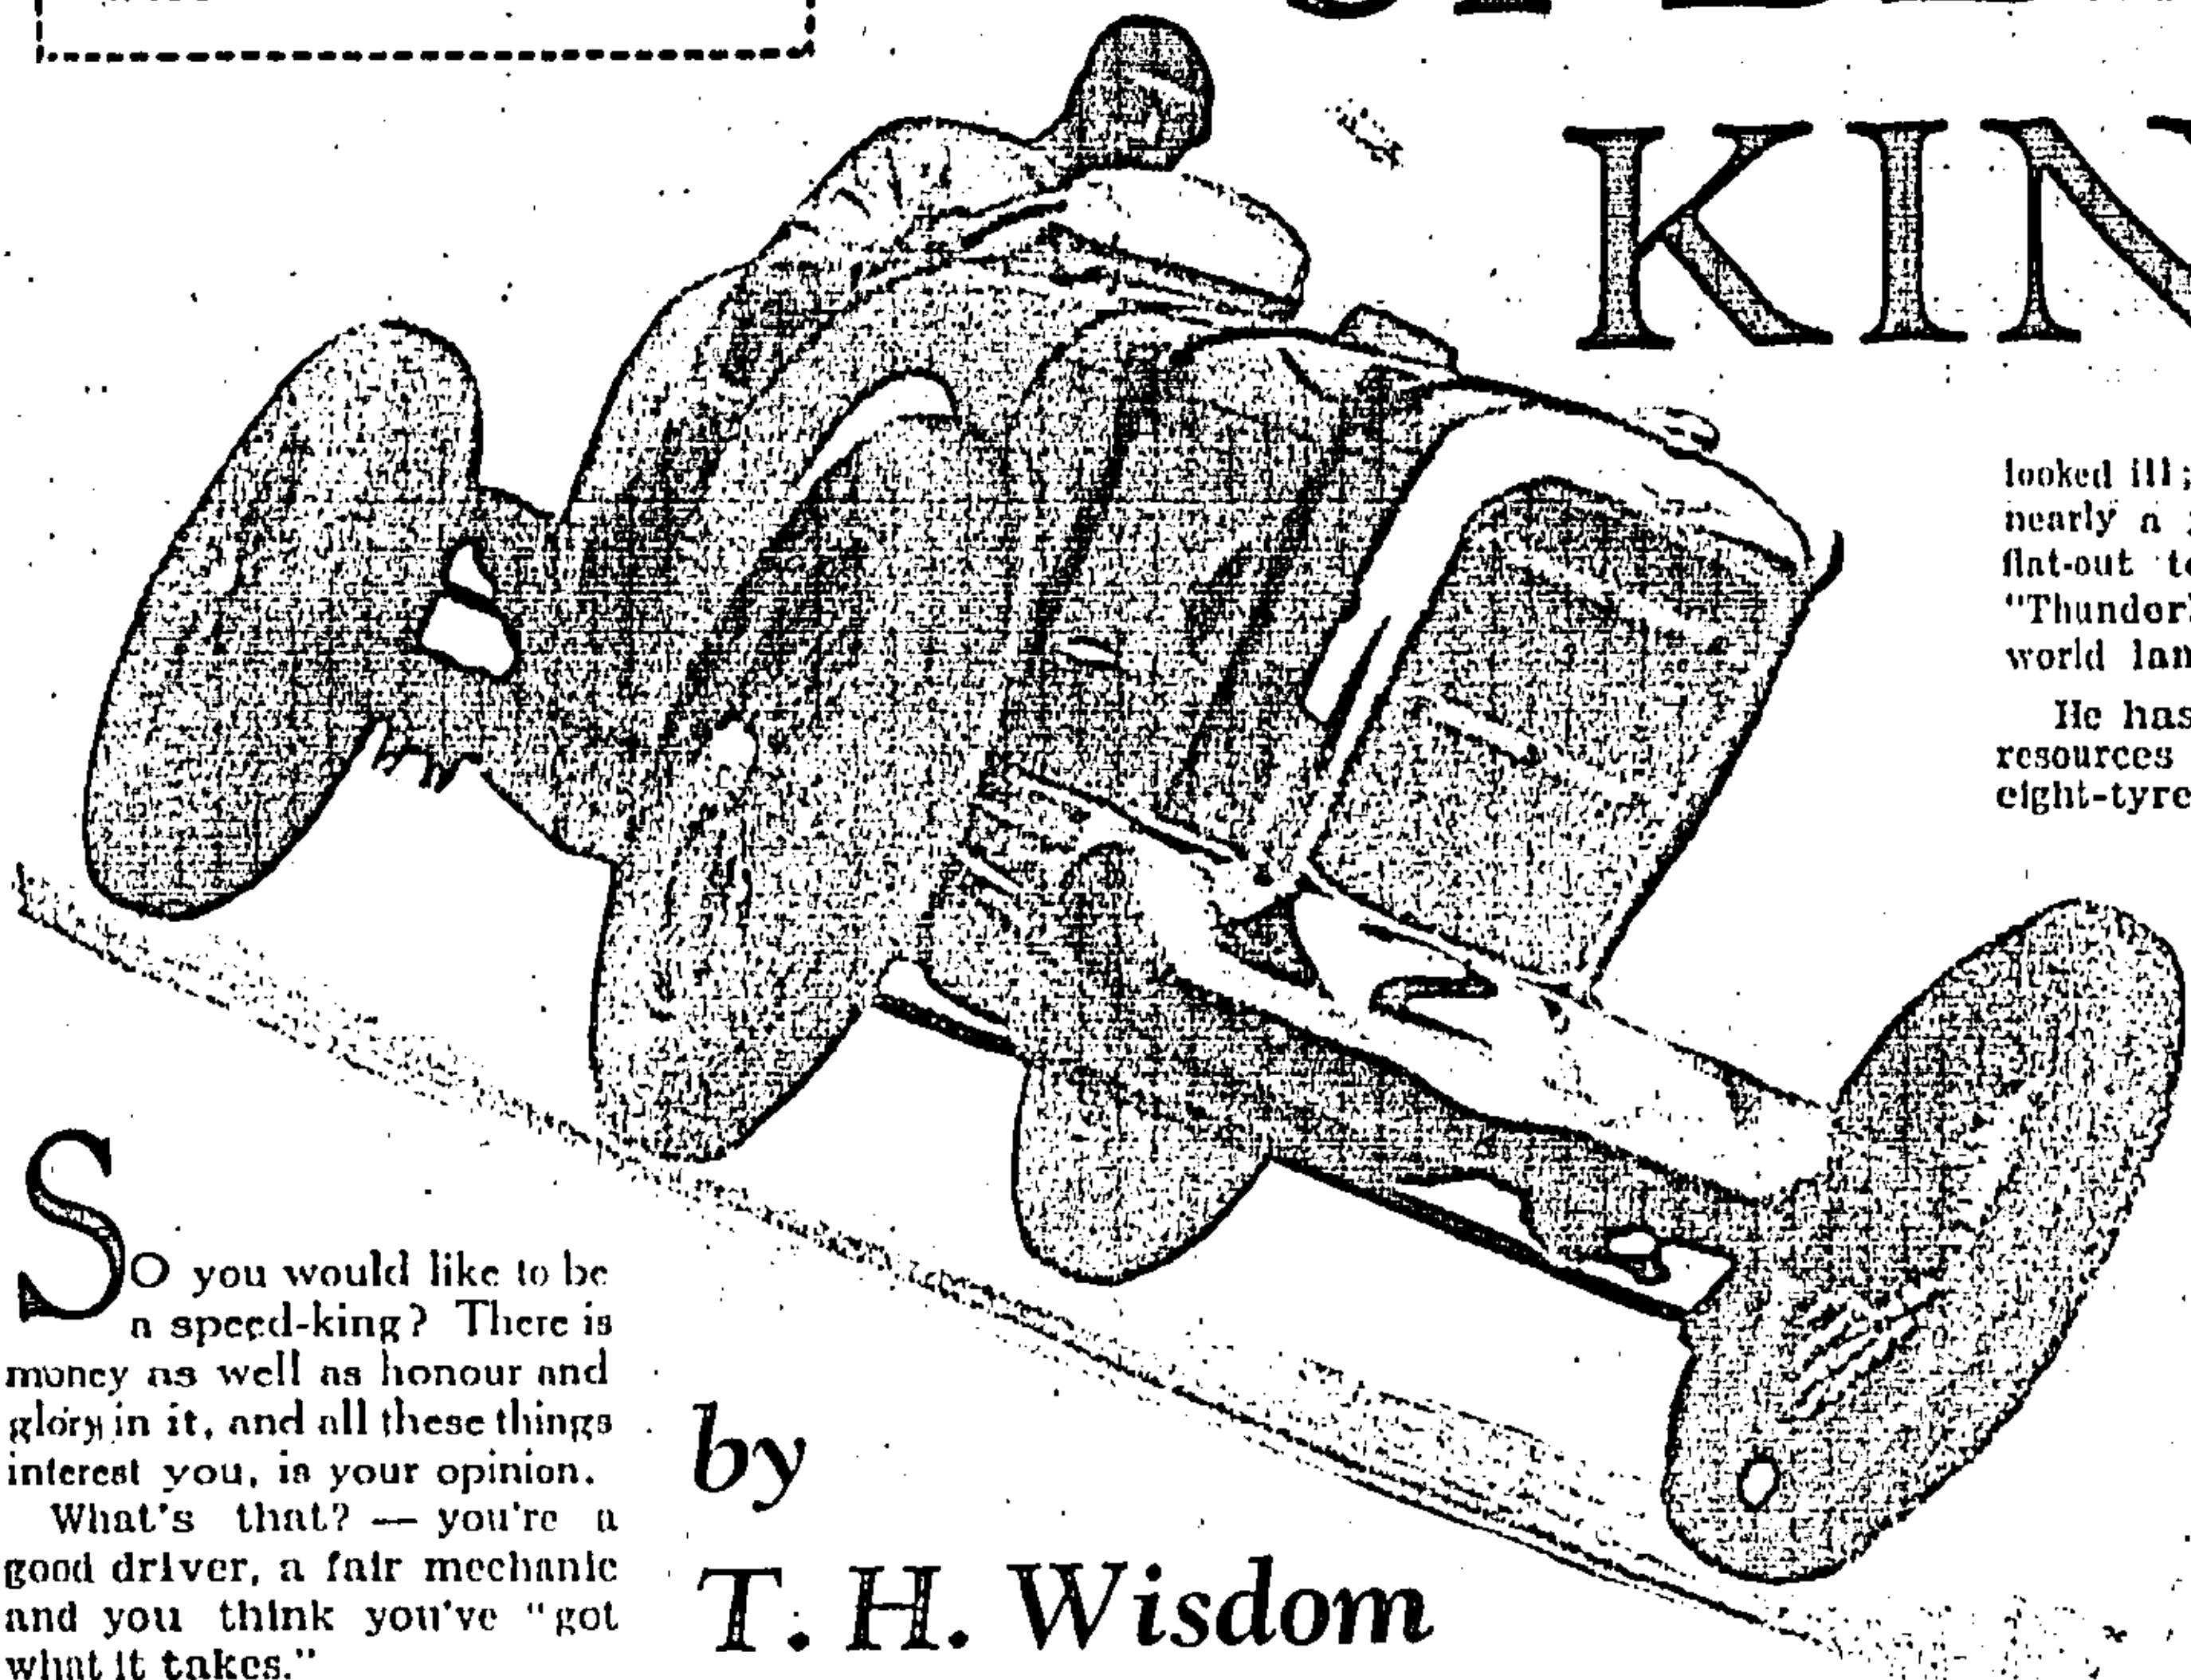 KIN
So you would like to be
a speed-king? There is
money as well as honour and
glory in it, and all these things
interest you, is your opinion.
What's that? — you're a
good driver, a fair mechanic
and you think you've "got
what it takes."
by
T. H. Wisdom
looked ill;
nearly a
flat-out to
"Thunder
world lan
He has
resources
eight-tyre